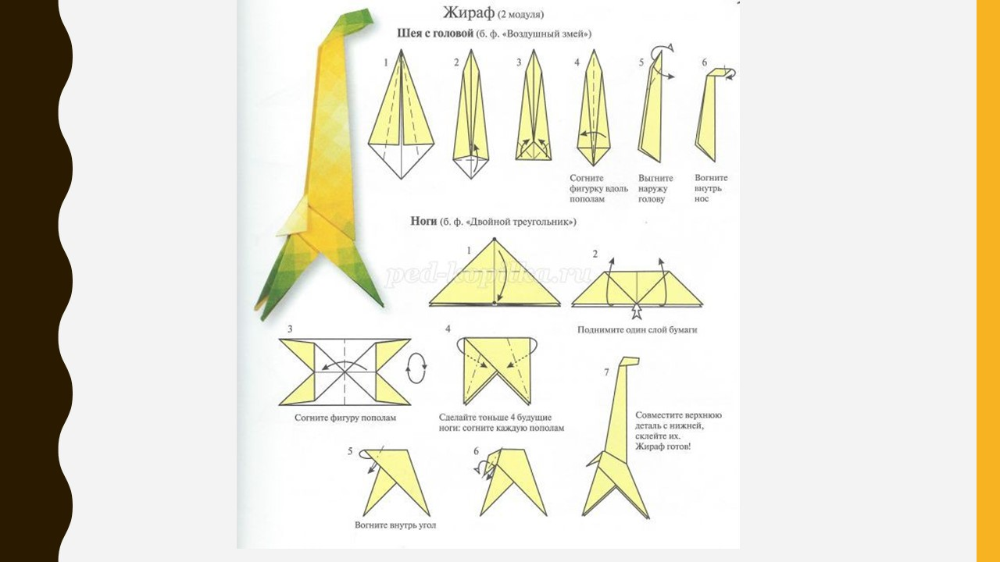 Жираф (2 модуля)
Шея с головой (б. ф. «Воздушный змей»)
1
2
3
4
5
6
Согните
фигурку вдоль
пополам
Выгните
наружу
голову
Вогните
внутрь
нос
Ноги (б. ф. «Двойной треугольник»)
1
2
ped-kopilka.ru
Поднимите один слой бумаги
3
4
Согните фигуру пополам
Сделайте тоньше 4 будущие
ноги: согните каждую пополам
5
6
Вогните внутрь угол
7
Совместите верхнюю
деталь с нижней,
склейте их.
Жираф готов!